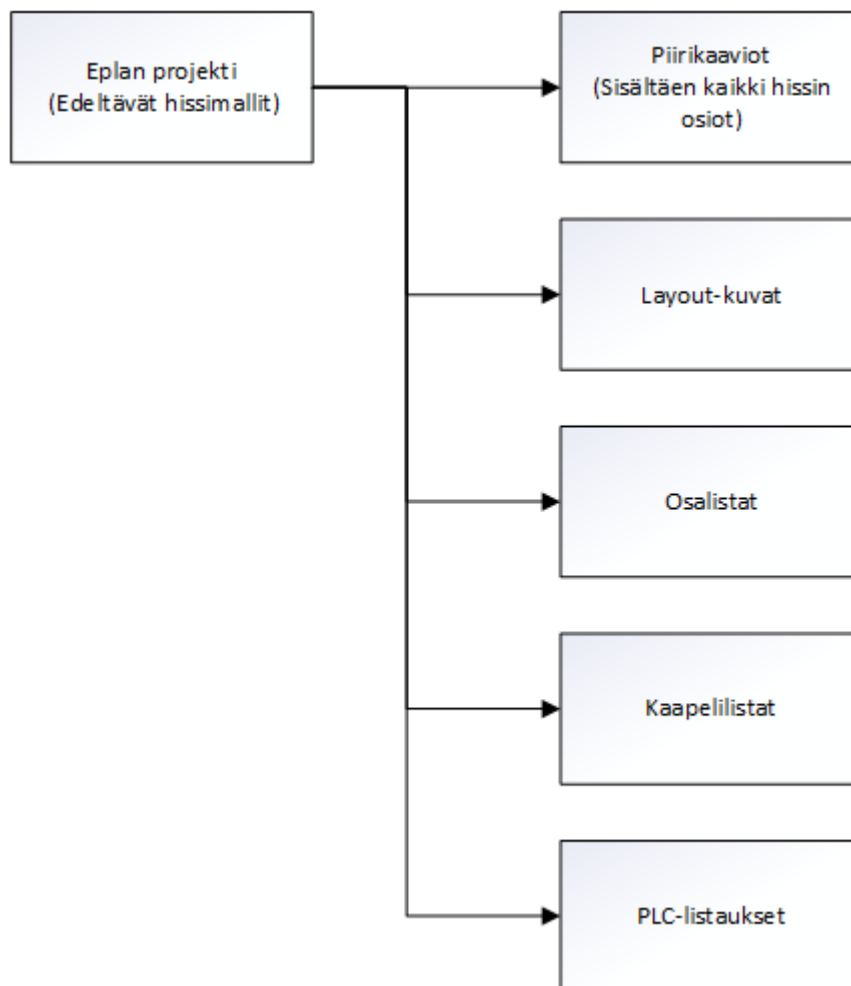 Eplan projekti
(Edeltävät hissimallit)
Piirikaaviot
(Sisältäen kaikki hissin
osiot)
Layout-kuvat
Osalistat
Kaapelilistat
PLC-listaukset